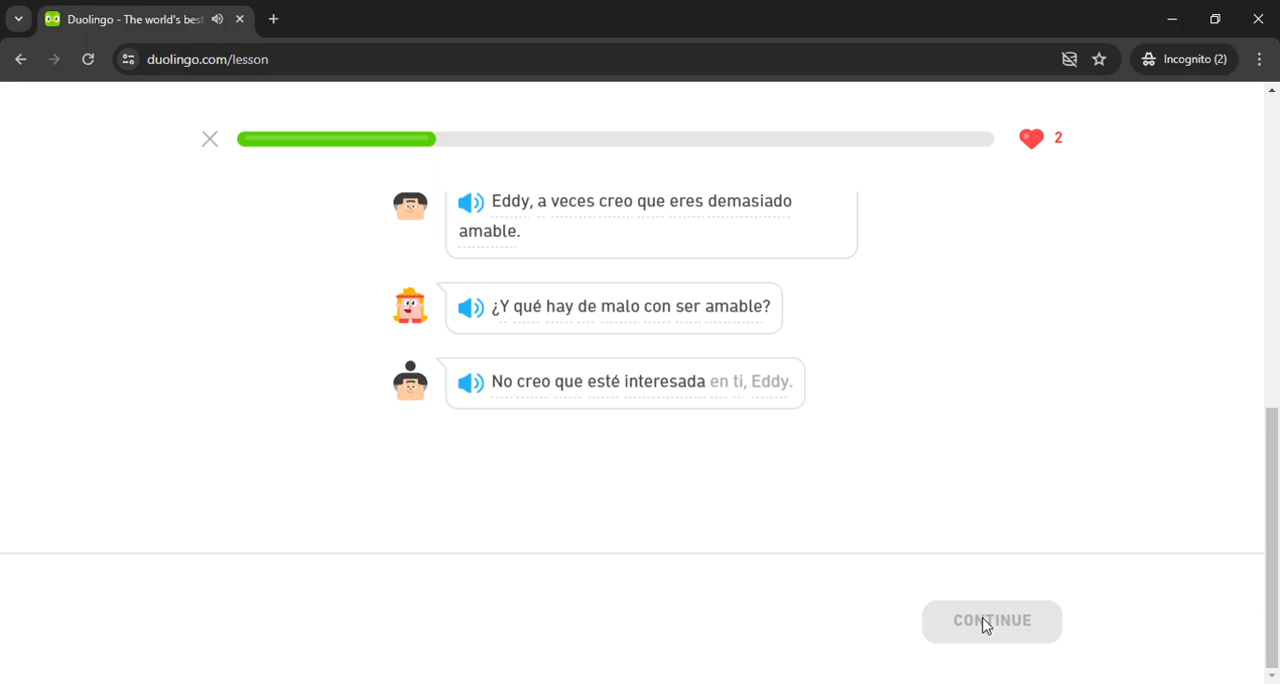 Duolingo - The world's bes
duolingo.com/lesson
Incognito (2)
2
Eddy, a veces creo que eres demasiado
amable.
¿Y qué hay de malo con ser amable?
No creo que esté interesada en ti, Eddy.
CONTINUE